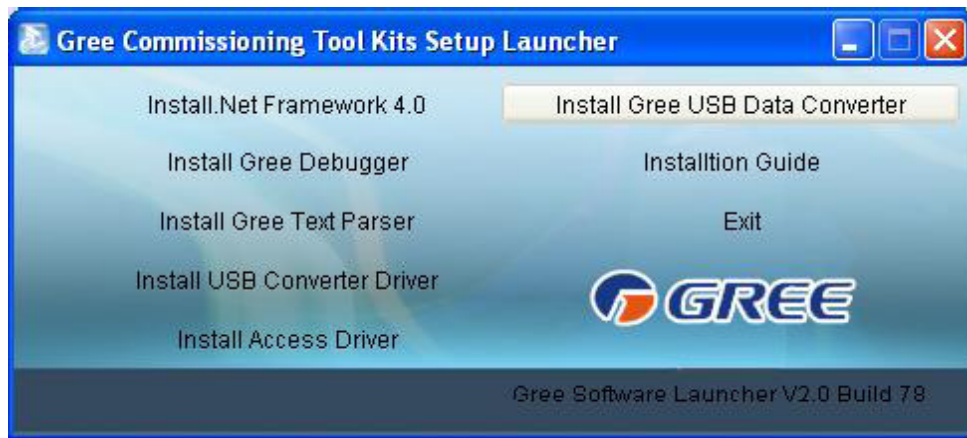 Gree Commissioning Tool Kits Setup Launcher
Install.Net Framework 4.0
Install Gree USB Data Converter
Install Gree Debugger
Installtion Guide
Install Gree Text Parser
Exit
Install USB Converter Driver
GREE
Install Access Driver
Gree Software Launcher V2.0 Build 78